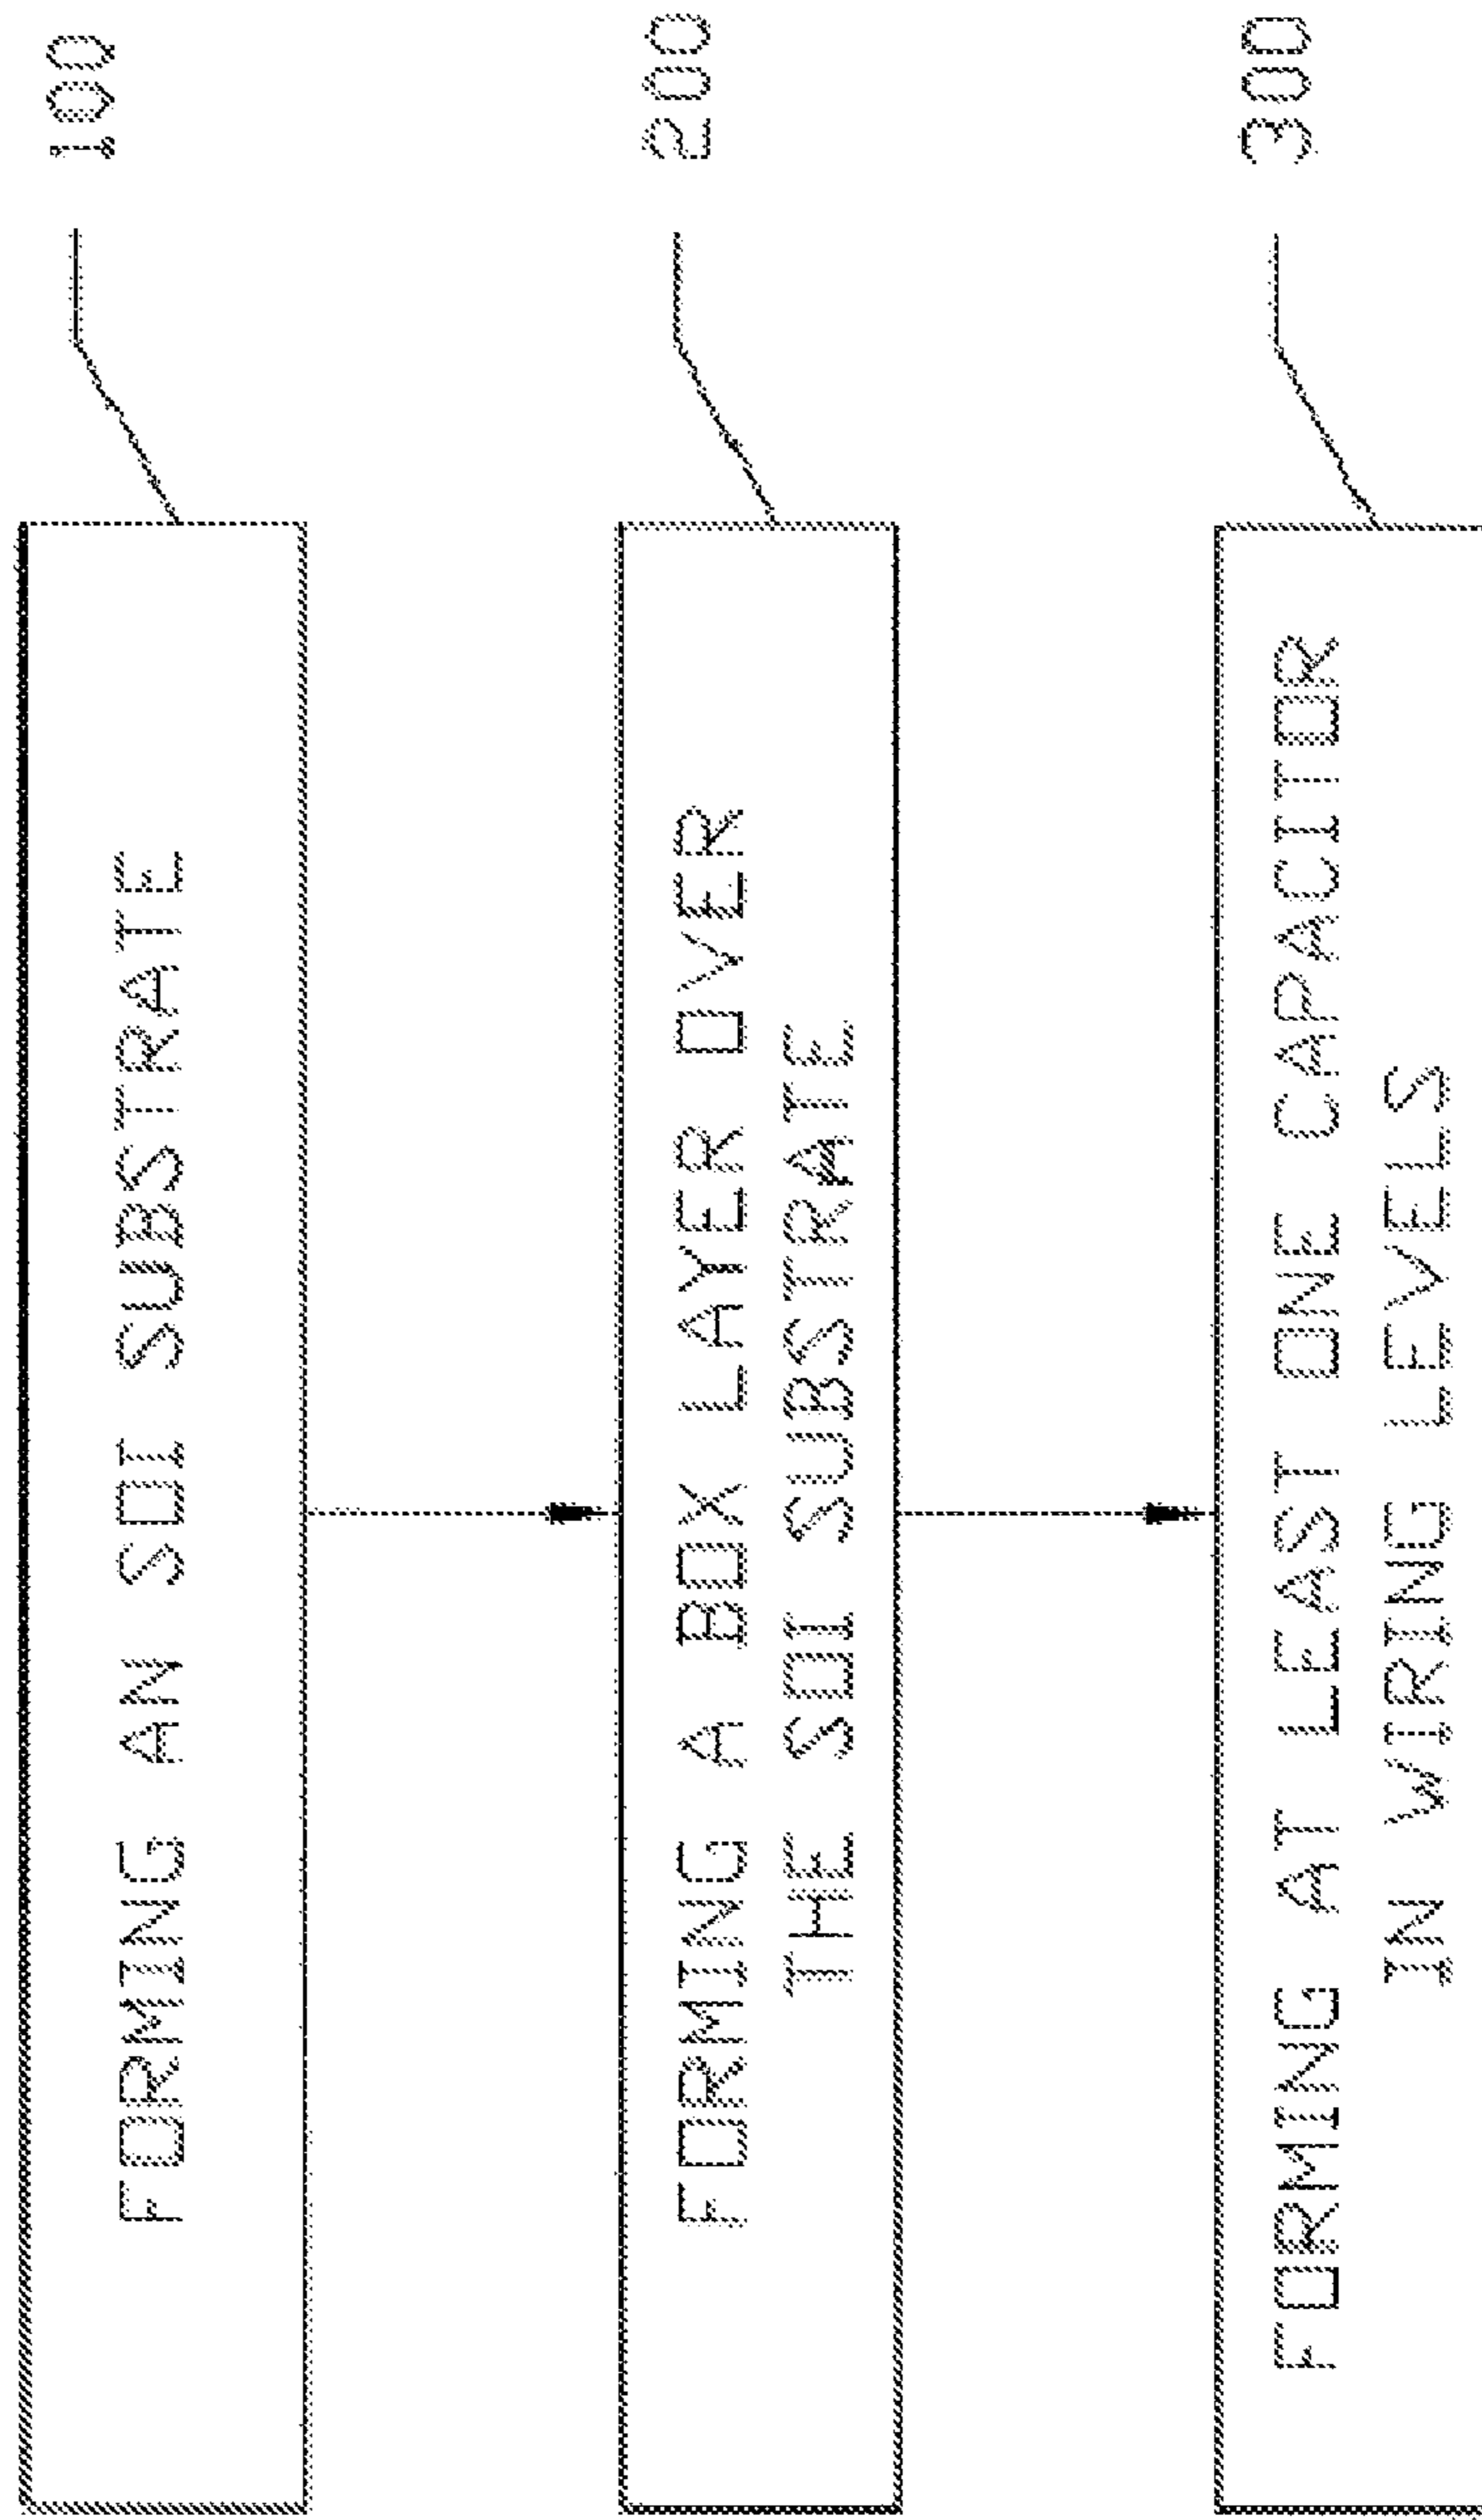 FORMING AN SOI SUBSTRATE
100
FORMING A BOX LAYER OVER
THE SOI SUBSTRATE
200
FORMING AT LEAST ONE CAPACITOR
IN WIRING LEVELS
300